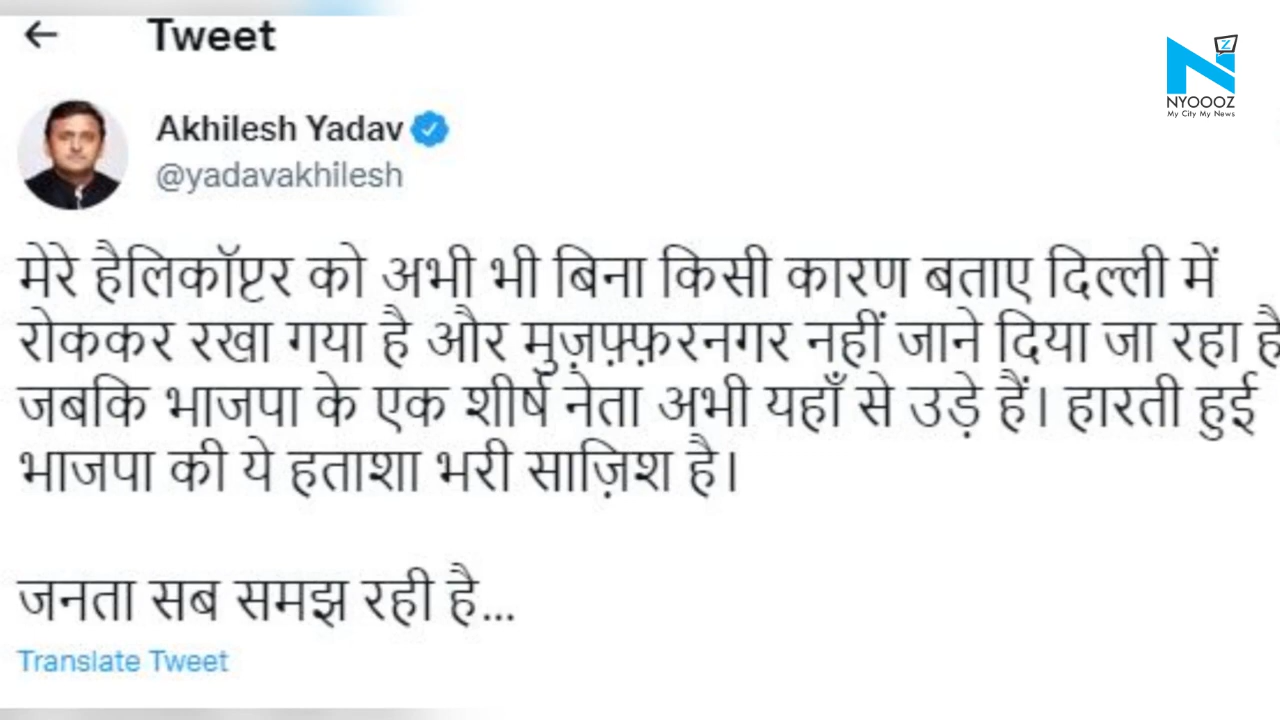 ← Tweet
NYOOOZ
My City My News
Akhilesh Yadav
@yadavakhilesh
मेरे हैलिकॉप्टर को अभी भी बिना किसी कारण बताए दिल्ली में
रोककर रखा गया है और मुज़फ़्फ़रनगर नहीं जाने दिया जा रहा है
जबकि भाजपा के एक शीर्ष नेता अभी यहाँ से उड़े हैं। हारती हुई
भाजपा की ये हताशा भरी साज़िश है।
जनता सब समझ रही है...
Translate Tweet